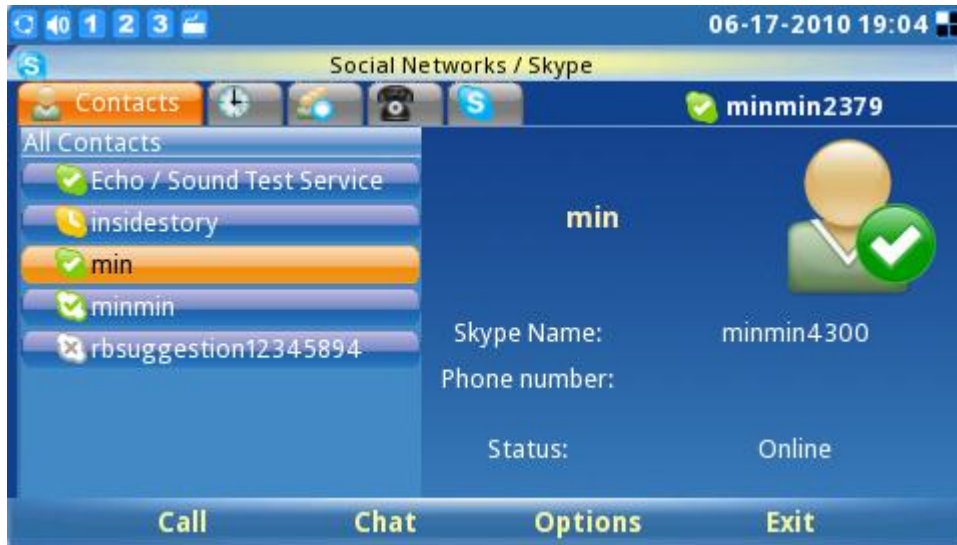 1 2 3 06-17-2010 19:04
Social Networks / Skype
Contacts minmin2379
All Contacts
Echo / Sound Test Service
insidestory
min
minmin
rbsuggestion12345894
min
Skype Name: minmin4300
Phone number:
Status: Online
Call Chat Options Exit